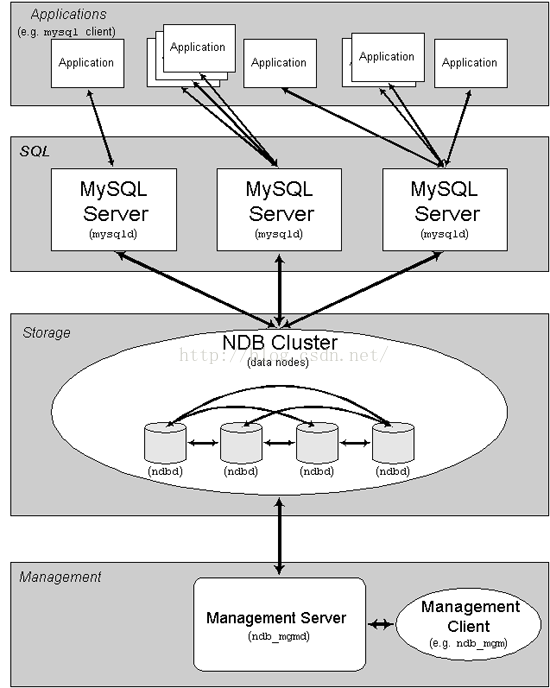 Applications
(e.g. mysql client)
Application
Application
Application
Application
Application
SQL
MySQL
Server
(mysqld)
MySQL
Server
(mysqld)
MySQL
Server
(mysqld)
Storage
NDB Cluster
http://blog.csdn.net/
(data nodes)
(ndbd)
(ndbd)
(ndbd)
(ndbd)
Management
Management Server
(ndb_mgmd)
Management
Client
(e.g. ndb_mgm)